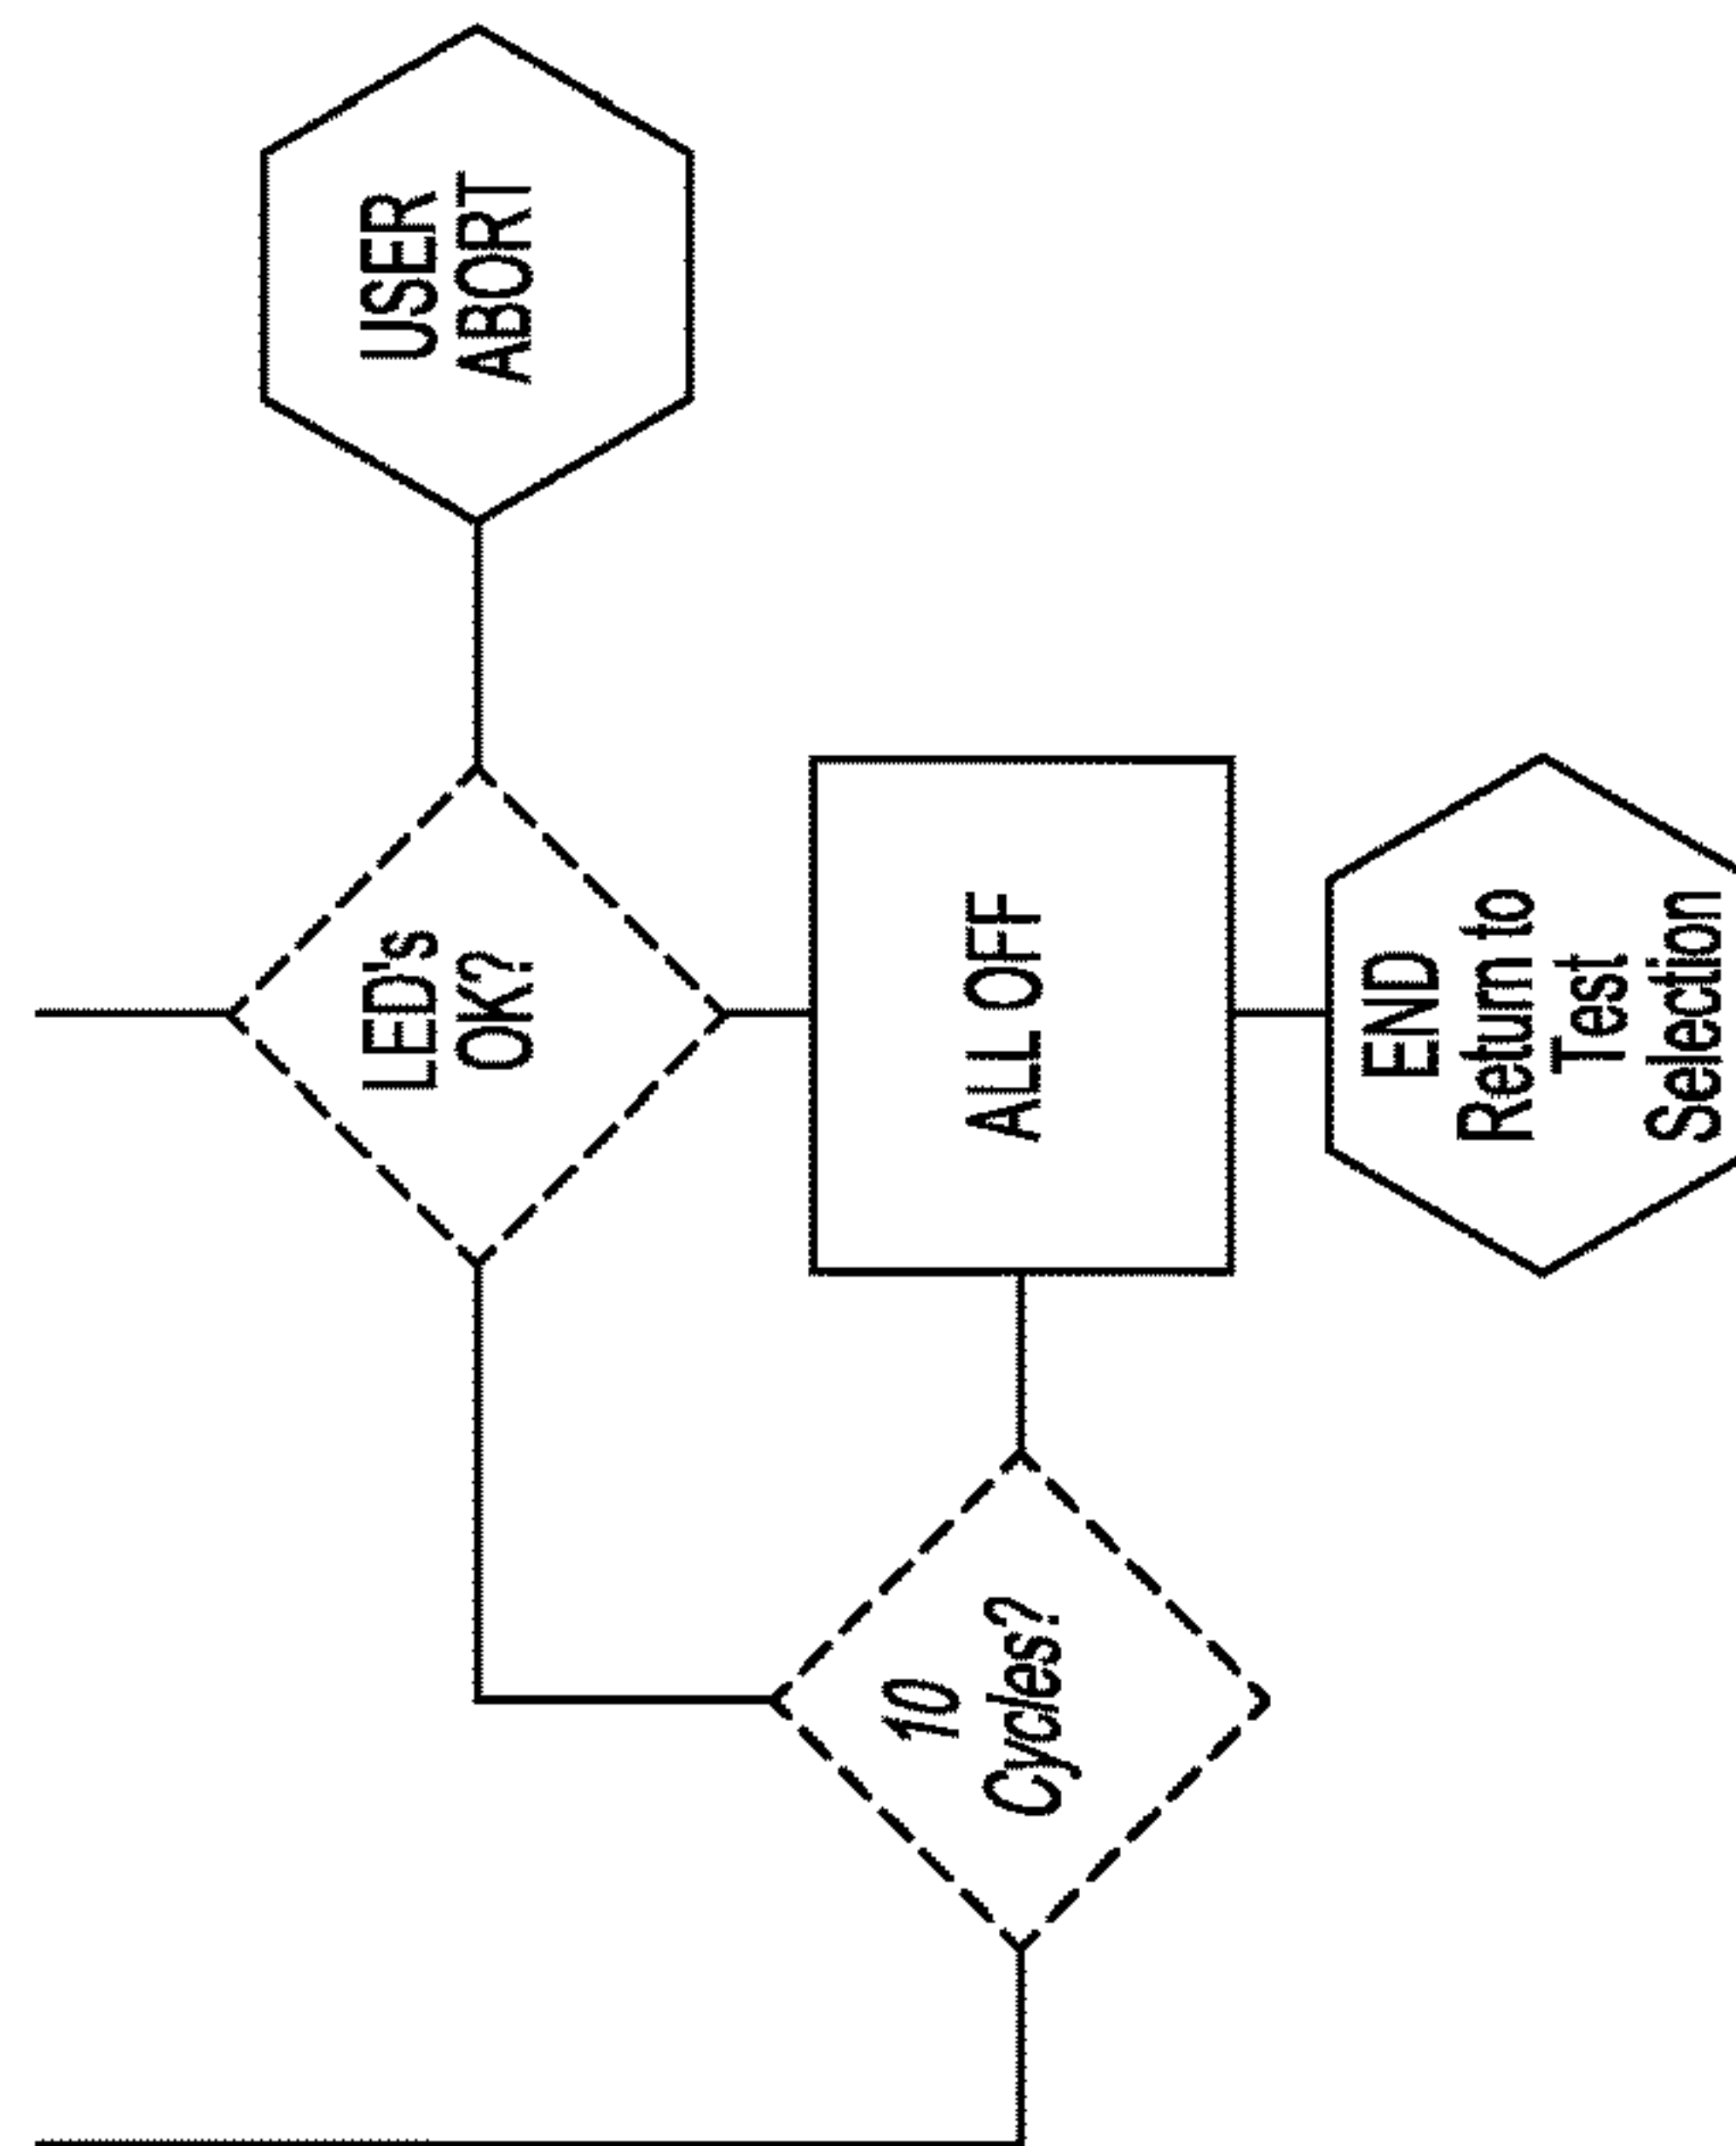 USER
ABORT
LED's
OK?
ALL OFF
END
Return to
Test
Selection
10
Cycles?